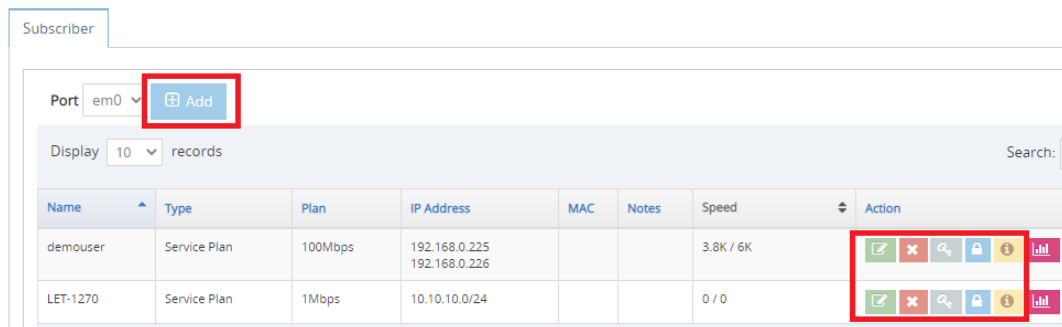 Subscriber
Port em0 Add
Display 10 records Search:
Name Type Plan IP Address MAC Notes Speed Action
demouser Service Plan 100Mbps 192.168.0.225 3.8K / 6K
192.168.0.226
LET-1270 Service Plan 1Mbps 10.10.10.0/24 0 / 0